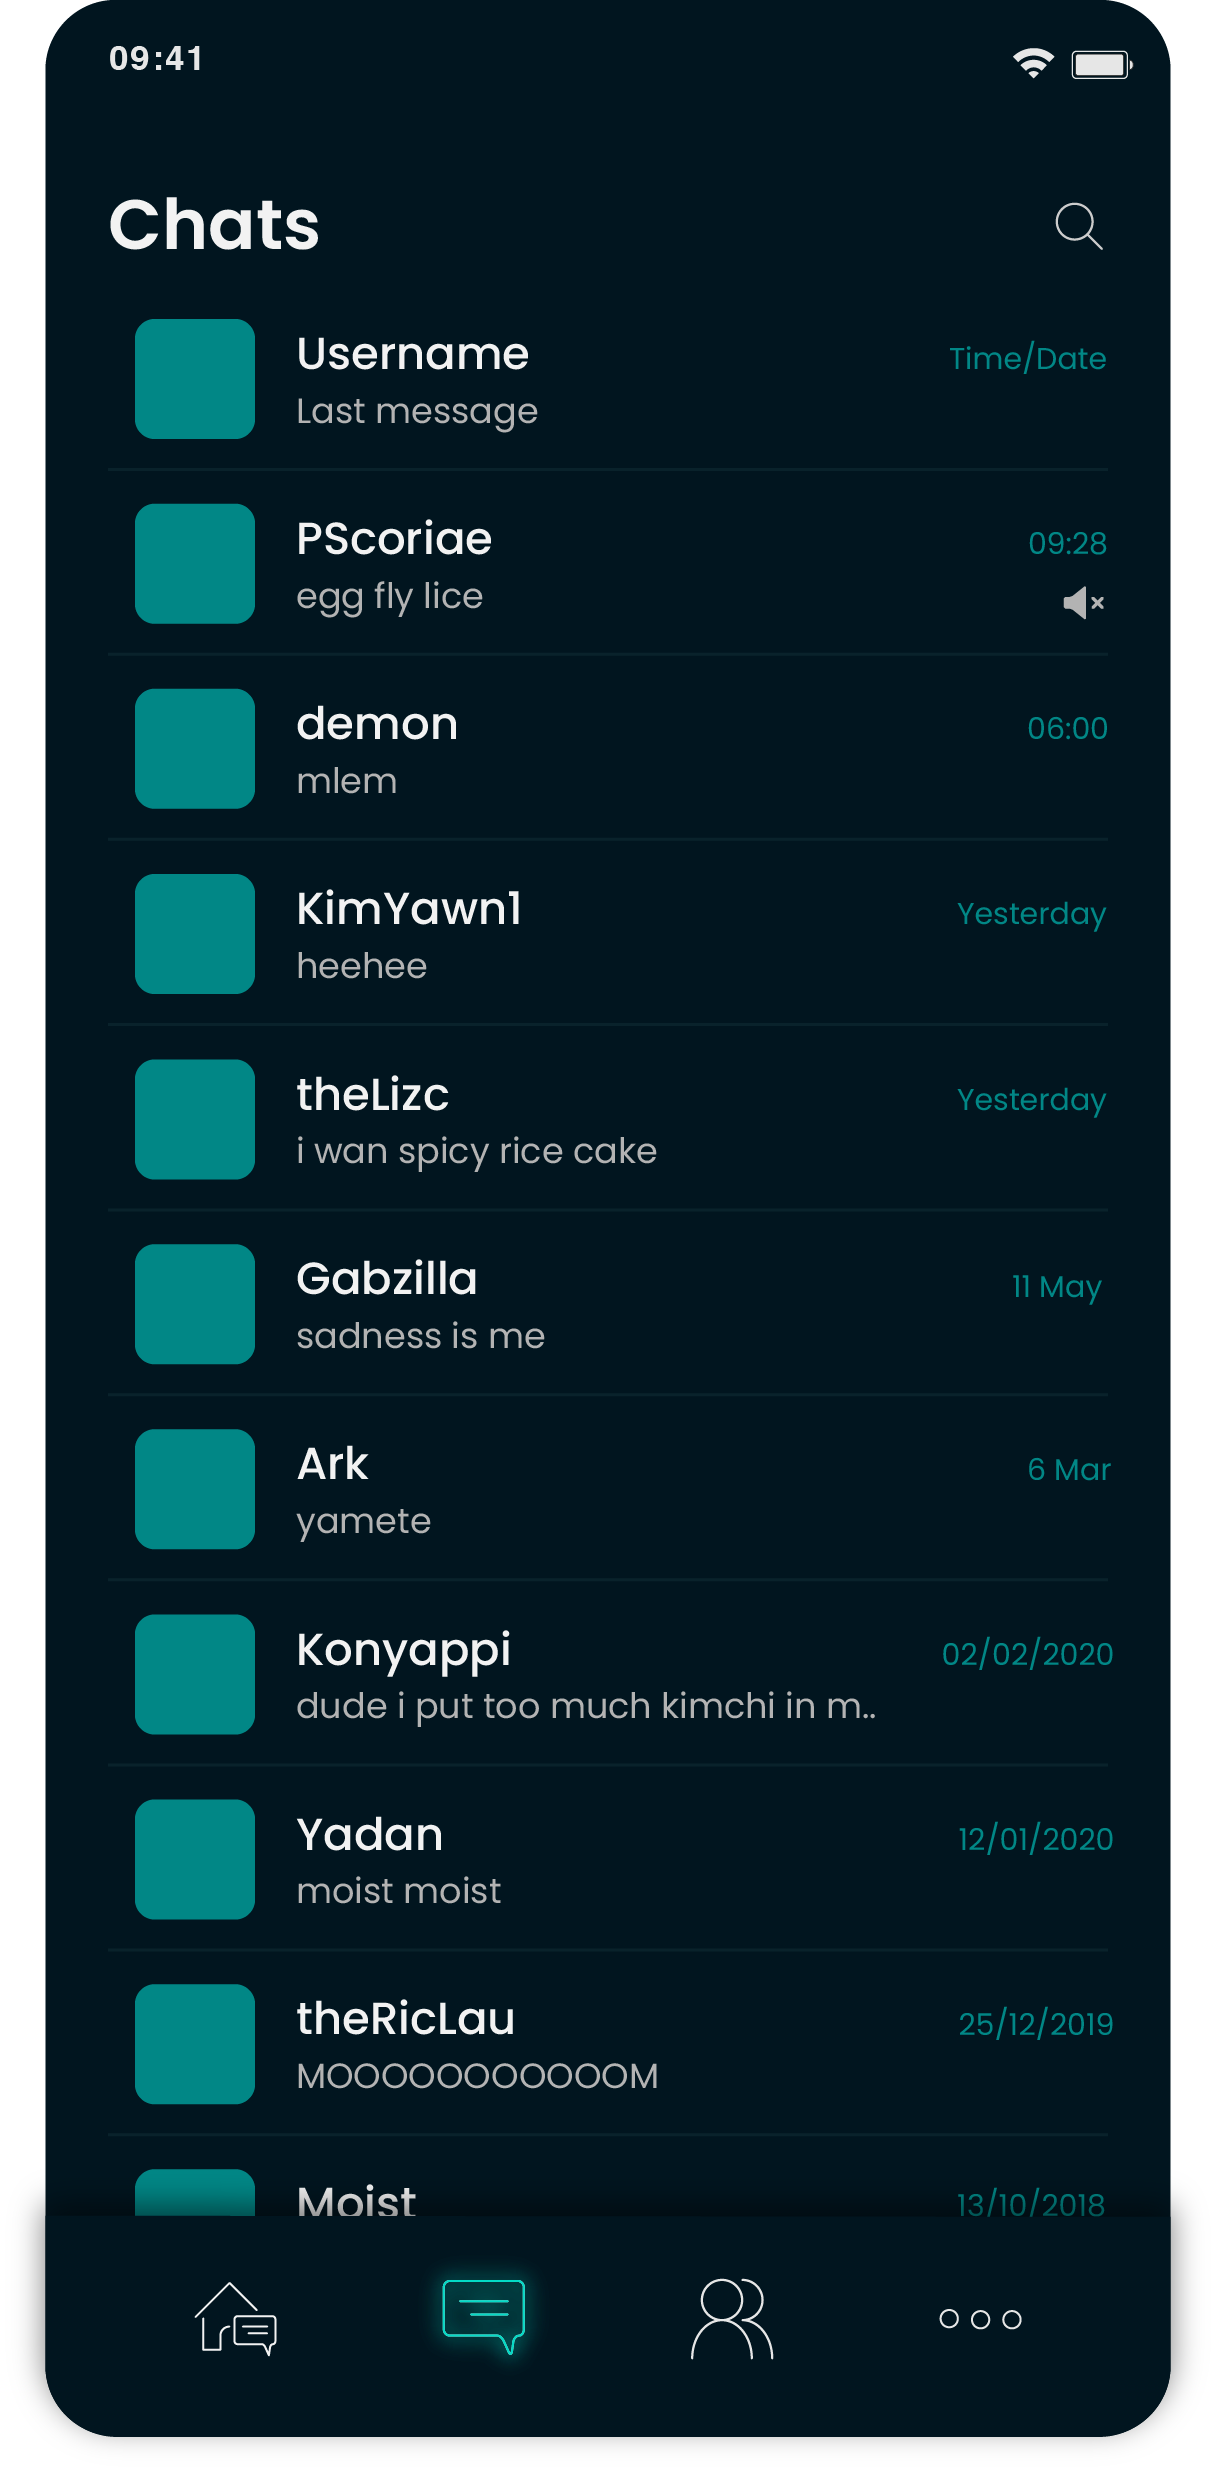 09:41
Chats
Username
Time/Date
Last message
PScoriae
09:28
egg fly lice
demon
06:00
mlem
KimYawn1
Yesterday
heehee
theLizc
Yesterday
i wan spicy rice cake
Gabzilla
11 May
sadness is me
Ark
6 Mar
yamete
Konyappi
02/02/2020
dude i put too much kimchi in m..
Yadan
12/01/2020
moist moist
theRicLau
25/12/2019
MOOOOOOOOOOOM
Moist
13/10/2018